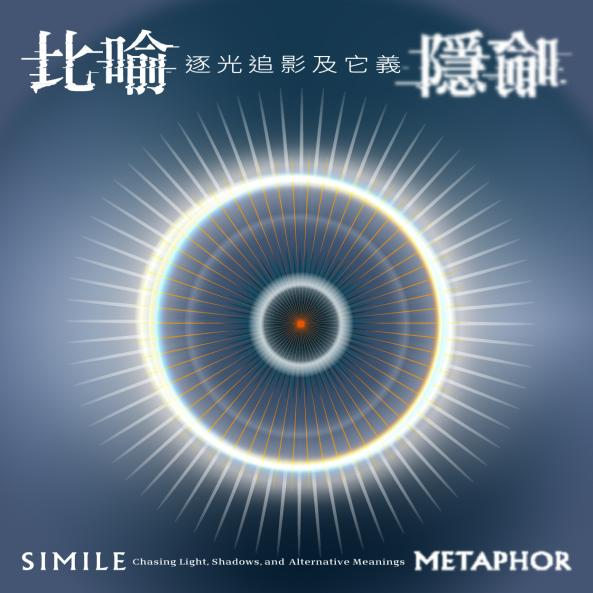 比喻 逐光追影及它義 隱喻
SIMILE Chasing Light, Shadows, and Alternative Meanings METAPHOR